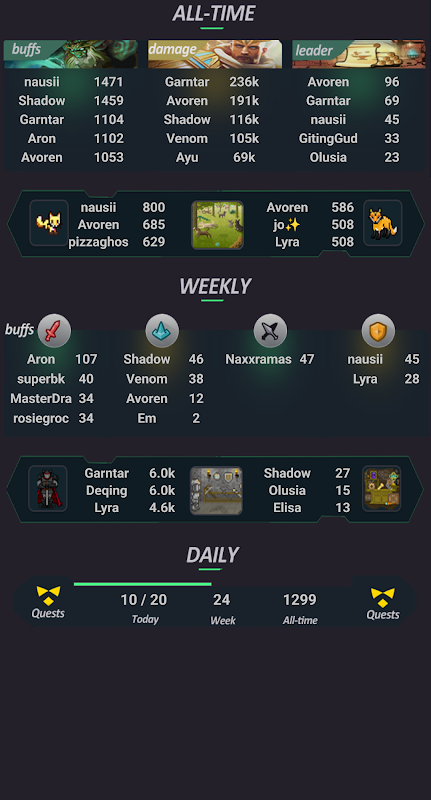 ALL-TIME
buffs damage leader
nausii 1471 Garntar 236k Avoren 96
Shadow 1459 Avoren 191k Garntar 69
Garntar 1104 Shadow 116k nausii 45
Aron 1102 Venom 105k GitingGud 33
Avoren 1053 Ayu 69k Olusia 23
nausii 800 Avoren 586
Avoren 685 jo✨ 508
pizzaghos 629 Lyra 508
WEEKLY
buffs
Aron 107 Shadow 46 Naxxramas 47 nausii 45
superbk 40 Venom 38 Lyra 28
MasterDra 34 Avoren 12
rosiegroc 34 Em 2
Garntar 6.0k Shadow 27
Deqing 6.0k Olusia 15
Lyra 4.6k Elisa 13
DAILY
10 / 20 24 1299
Quests Today Week All-time Quests